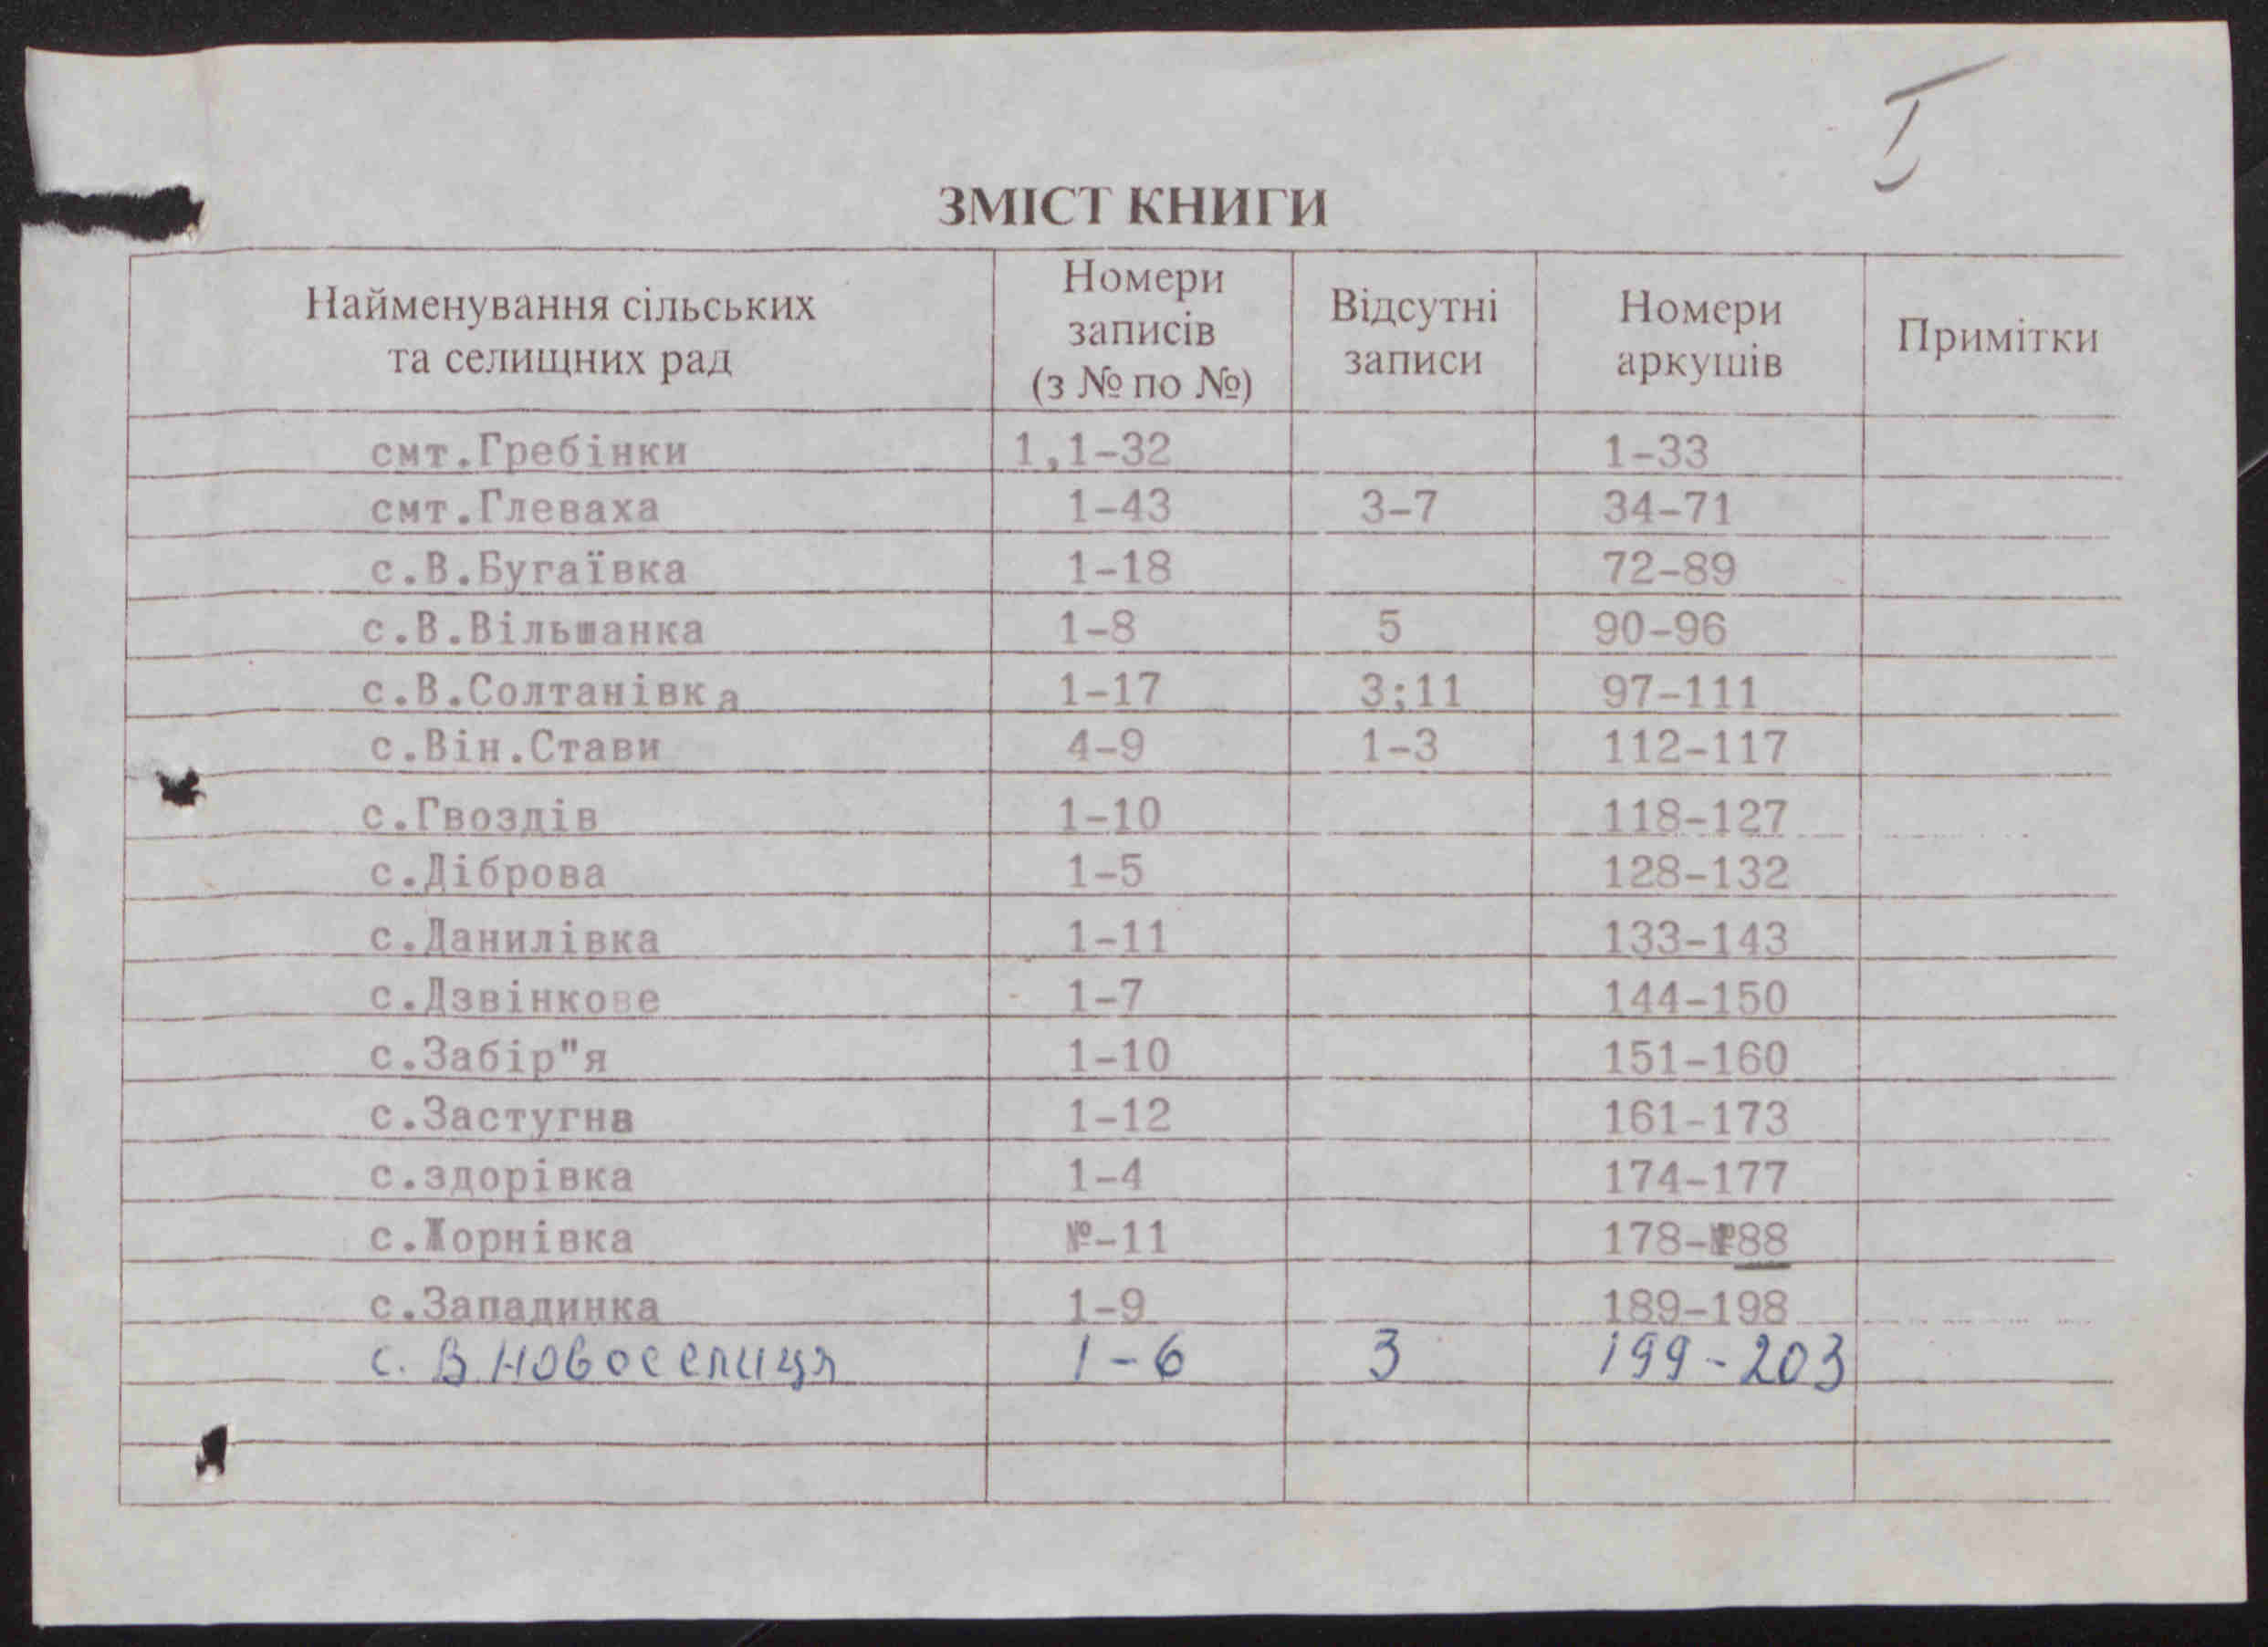 I
ЗМІСТ КНИГИ
Найменування сільських та селищних рад | Номери записів (з № по №) | Відсутні записи | Номери аркушів | Примітки
смт.Гребінки 1,1-32 1-33
смт.Глеваха 1-43 3-7 34-71
с.В.Бугаївка 1-18 72-89
с.В.Вільшанка 1-8 5 90-96
с.В.Солтанівка 1-17 3;11 97-111
с.Він.Стави 4-9 1-3 112-117
с.Гвоздів 1-10 118-127
с.Діброва 1-5 128-132
с.Данилівка 1-11 133-143
с.Дзвінкове 1-7 144-150
с.Забір"я 1-10 151-160
с.Застугна 1-12 161-173
с.здорівка 1-4 174-177
с.Жорнівка №-11 178-№88
с.Западинка 1-9 189-198
с. В Новоселиця 1-6 3 199-203